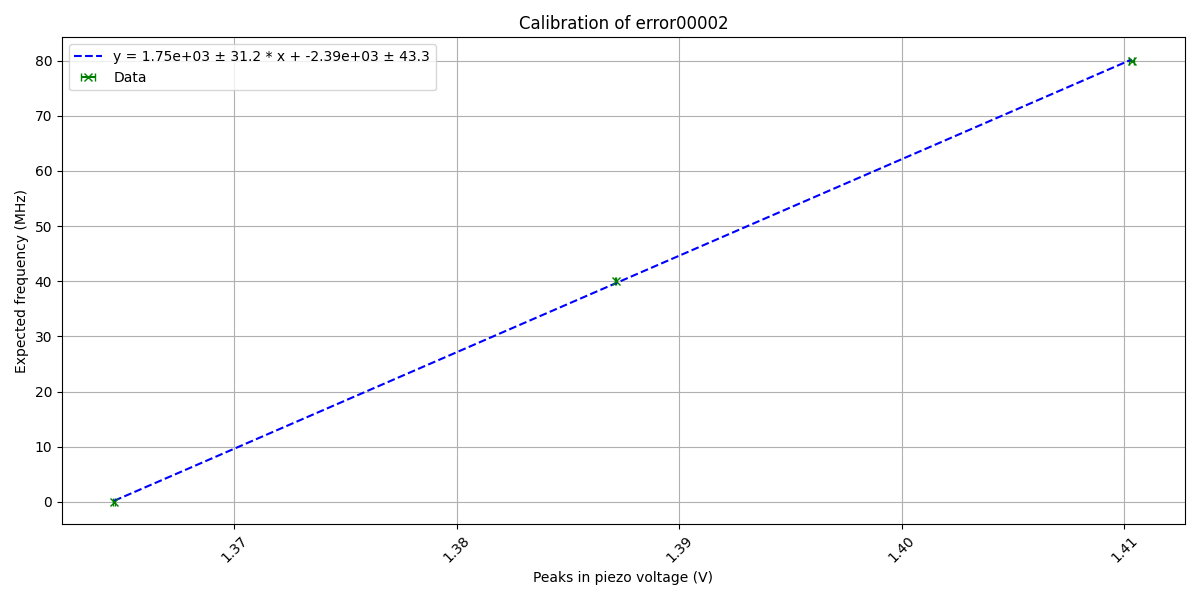 Calibration of error00002
y = 1.75e+03 ± 31.2 * x + -2.39e+03 ± 43.3
Data
Expected frequency (MHz)
80
70
60
50
40
30
20
10
0
1.37
1.38
1.39
1.40
1.41
Peaks in piezo voltage (V)